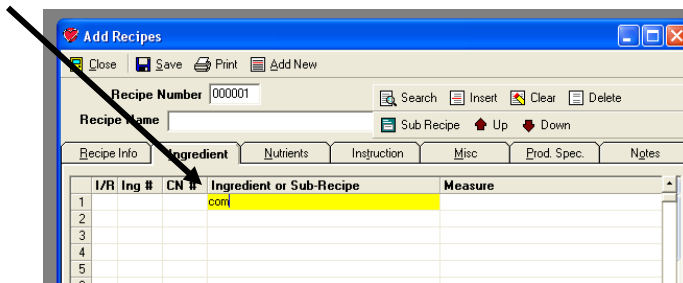 Add Recipes
Close Save Print Add New
Recipe Number 000001
Search Insert Clear Delete
Recipe Name
Sub Recipe Up Down
Recipe Info Ingredient Nutrients Instruction Misc Prod. Spec. Notes
I/R Ing # CN # Ingredient or Sub-Recipe Measure
1 com
2
3
4
5